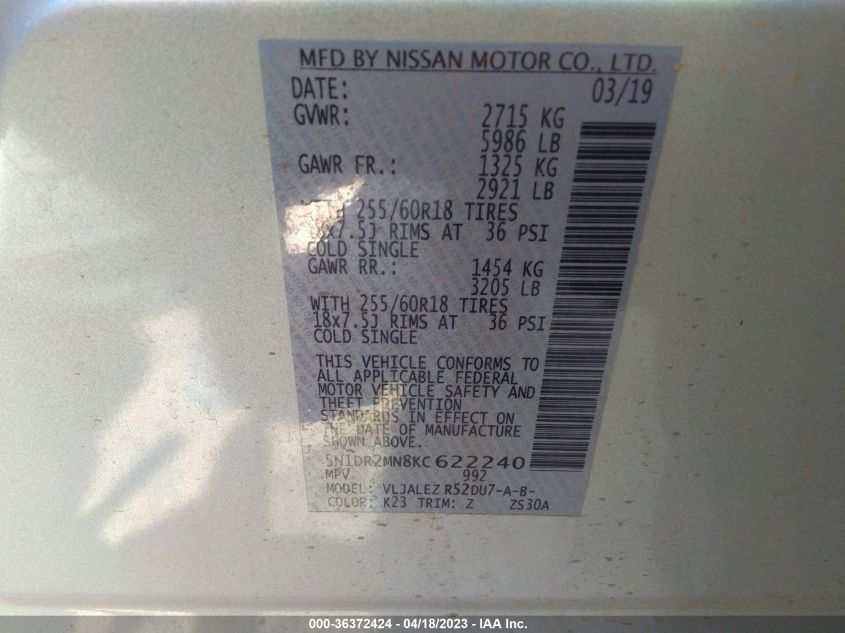 MFD BY NISSAN MOTOR CO., LTD.
DATE: 03/19
GVWR: 2715 KG
5986 LB
GAWR FR.: 1325 KG
2921 LB
WITH 255/60R18 TIRES
18x7.5J RIMS AT 36 PSI
COLD SINGLE
GAWR RR.: 1454 KG
3205 LB
WITH 255/60R18 TIRES
18x7.5J RIMS AT 36 PSI
COLD SINGLE
THIS VEHICLE CONFORMS TO
ALL APPLICABLE FEDERAL
MOTOR VEHICLE SAFETY AND
THEFT PREVENTION
STANDARDS IN EFFECT ON
THE DATE OF MANUFACTURE
SHOWN ABOVE.
5N1DR2MN8KC622240
MPV 992
MODEL: VLJALEZ R52DU7-A-B-
COLOR: K23 TRIM: Z ZS30A
000-36372424 - 04/18/2023 - IAA Inc.